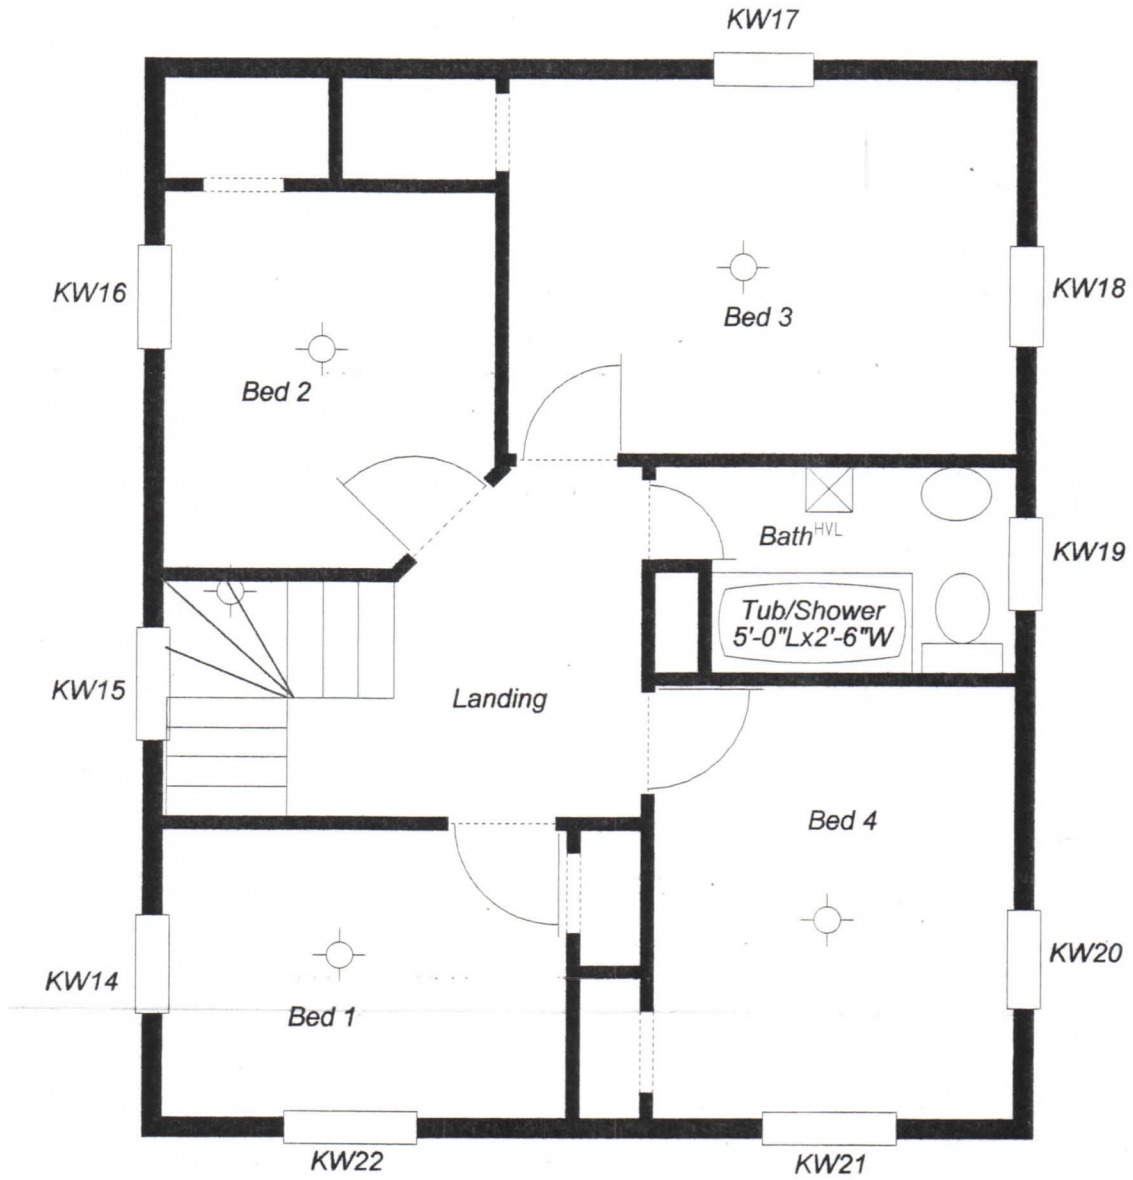 KW17
KW16
KW18
Bed 3
Bed 2
Bath HVL
KW19
Tub/Shower
5'-0"Lx2'-6"W
KW15
Landing
Bed 4
KW14
KW20
Bed 1
KW22
KW21